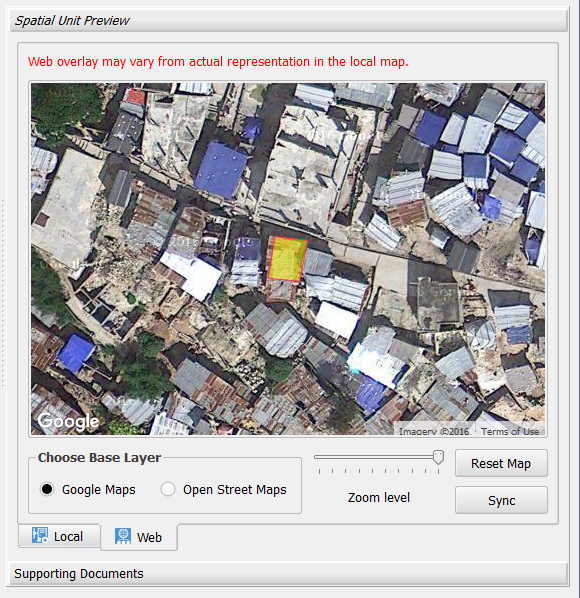 Spatial Unit Preview
Web overlay may vary from actual representation in the local map.
Google
Imagery ©2016
Terms of Use
Choose Base Layer
Google Maps
Open Street Maps
Zoom level
Reset Map
Sync
Local
Web
Supporting Documents